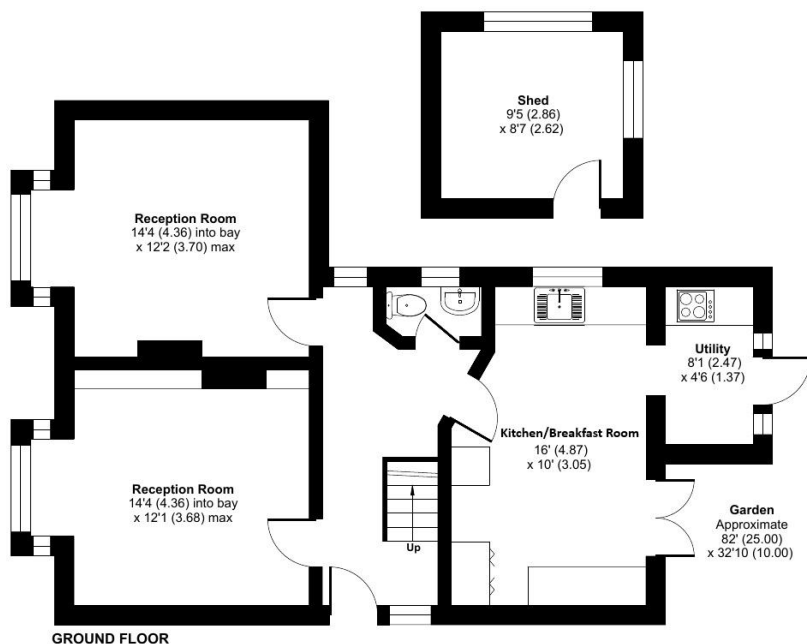 Shed
9'5 (2.86)
x 8'7 (2.62)
Reception Room
14'4 (4.36) into bay
x 12'2 (3.70) max
Utility
8'1 (2.47)
x 4'6 (1.37)
Kitchen/Breakfast Room
16' (4.87)
x 10' (3.05)
Reception Room
14'4 (4.36) into bay
x 12'1 (3.68) max
Up
Garden
Approximate
82' (25.00)
x 32'10 (10.00)
GROUND FLOOR